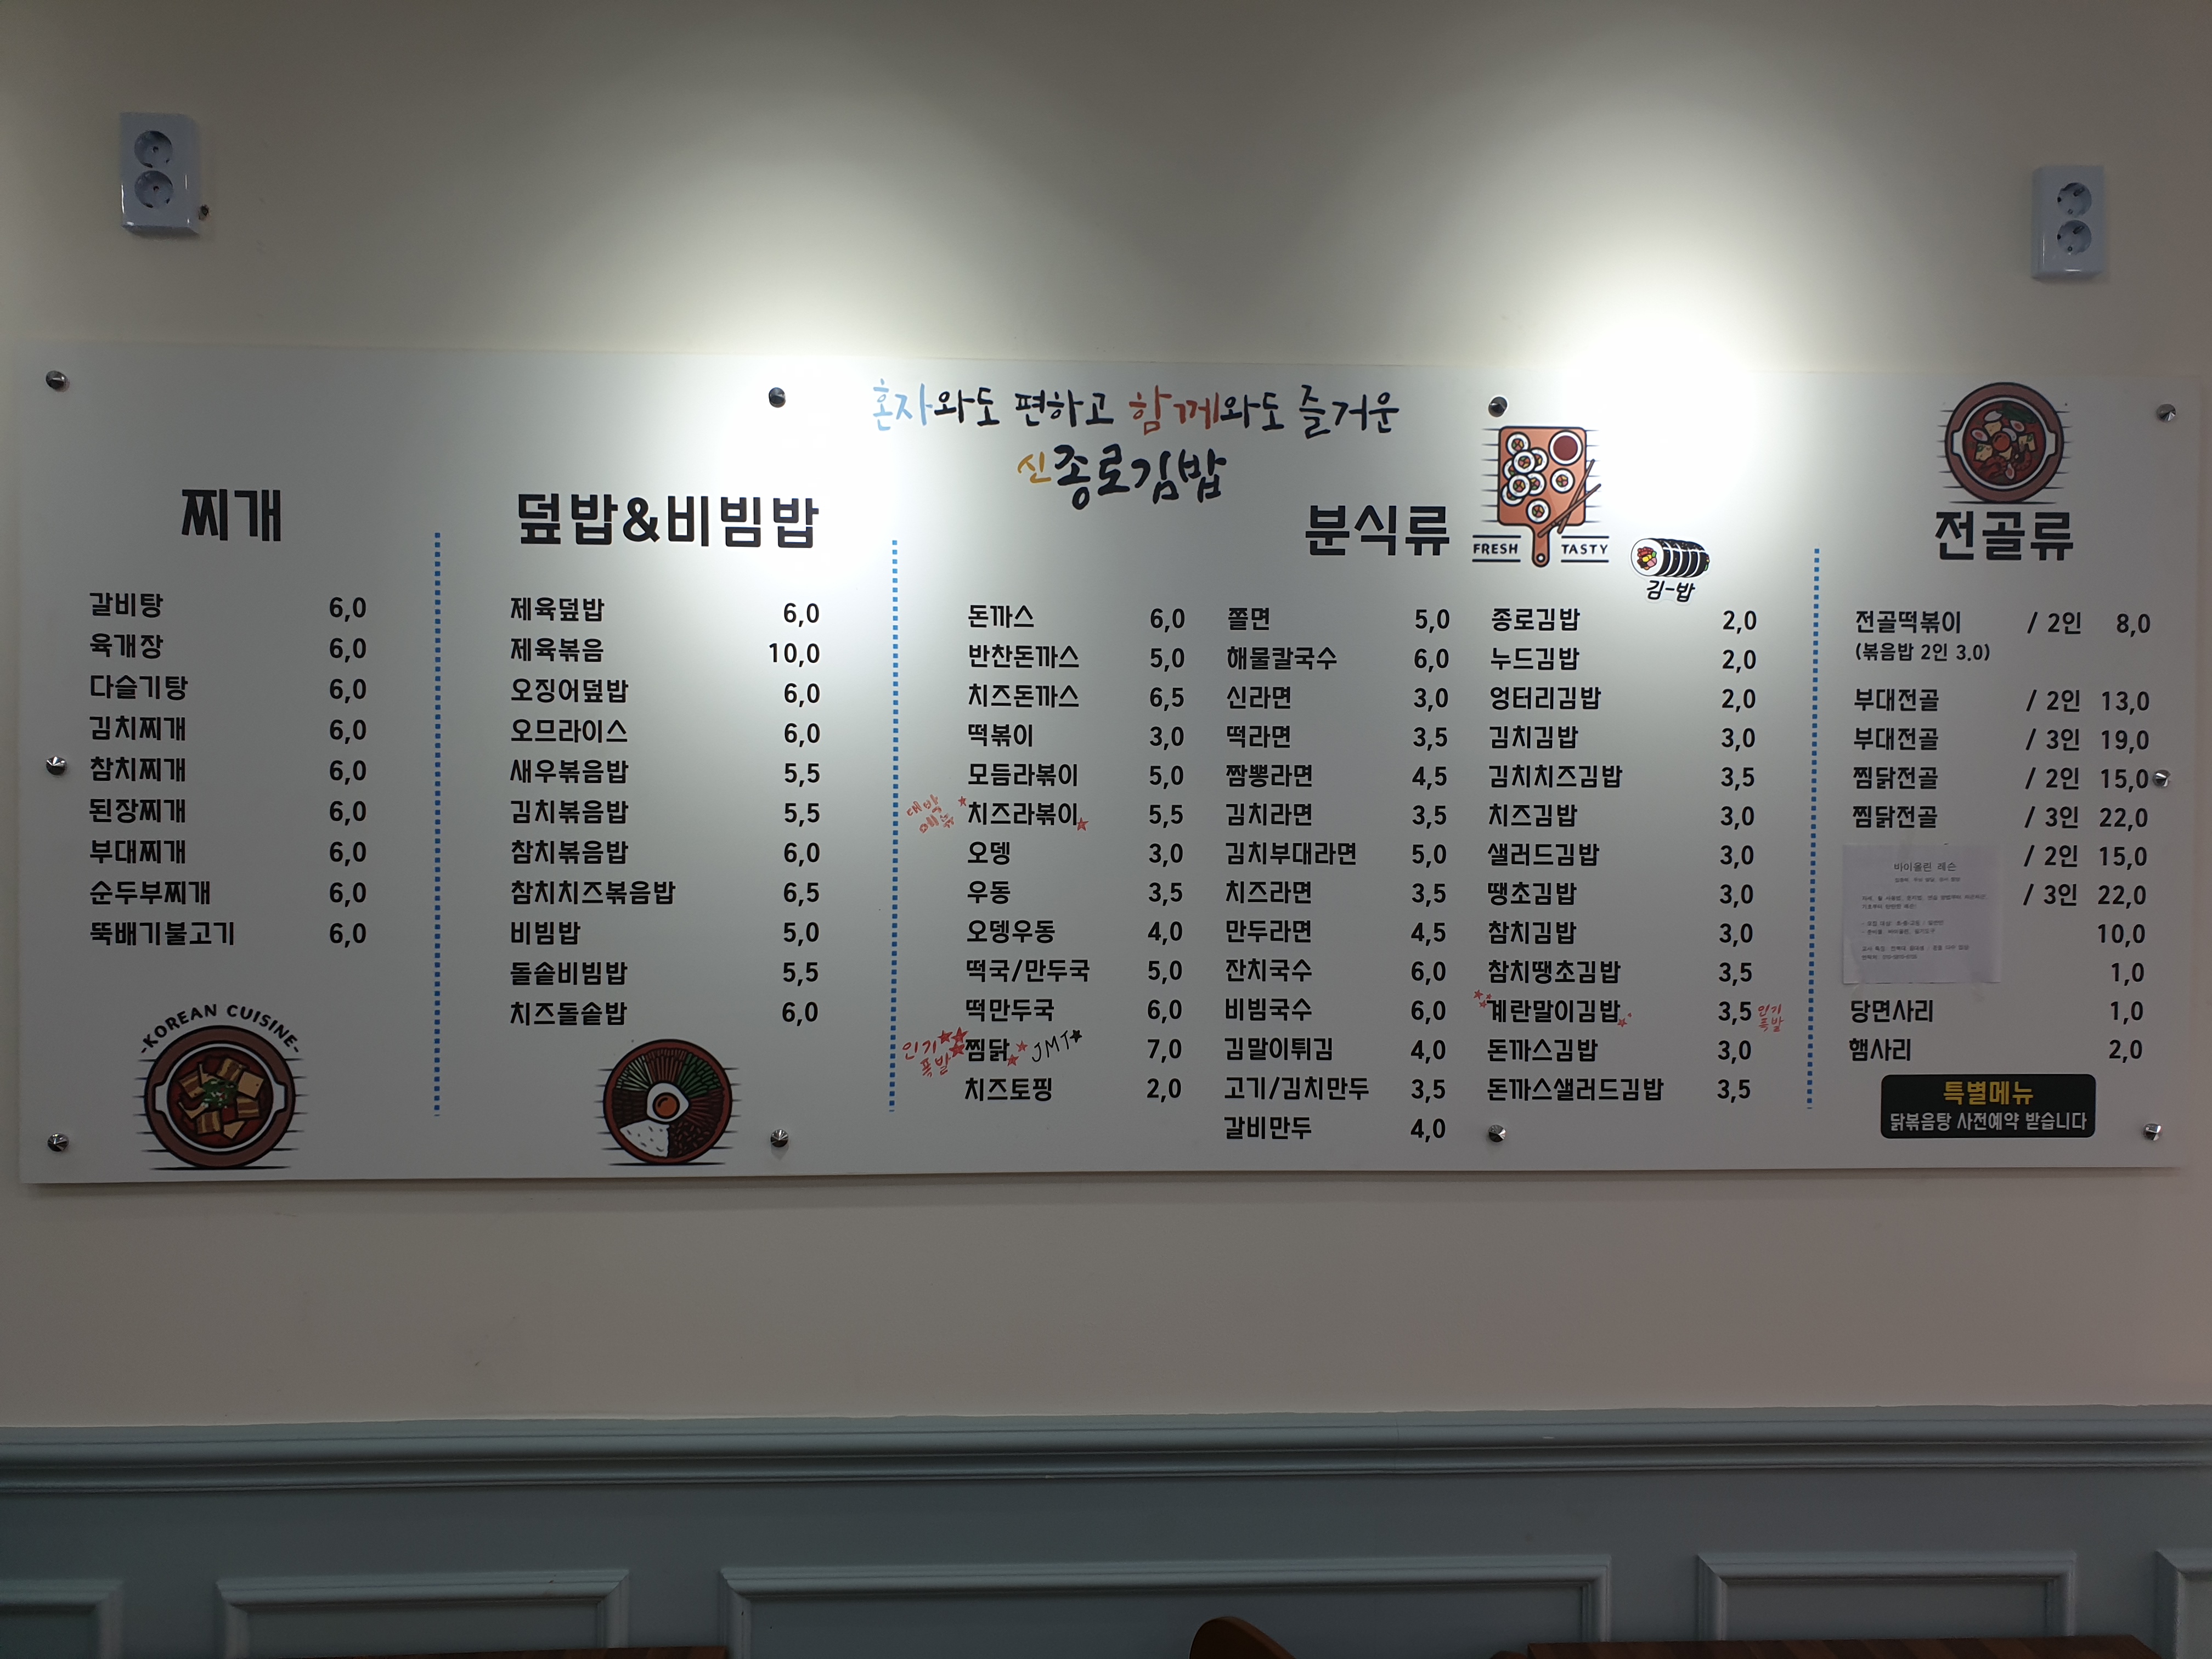 혼자와도 편하고 함께와도 즐거운
신종로김밥
찌개
갈비탕 6,0
육개장 6,0
다슬기탕 6,0
김치찌개 6,0
참치찌개 6,0
된장찌개 6,0
부대찌개 6,0
순두부찌개 6,0
뚝배기불고기 6,0
-KOREAN CUISINE-
덮밥&비빔밥
제육덮밥 6,0
제육볶음 10,0
오징어덮밥 6,0
오므라이스 6,0
새우볶음밥 5,5
김치볶음밥 5,5
참치볶음밥 6,0
참치치즈볶음밥 6,5
비빔밥 5,0
돌솥비빔밥 5,5
치즈돌솥밥 6,0
분식류
FRESH TASTY
김-밥
돈까스 6,0
반찬돈까스 5,0
치즈돈까스 6,5
떡볶이 3,0
모듬라볶이 5,0
대박
메뉴
치즈라볶이 5,5
오뎅 3,0
우동 3,5
오뎅우동 4,0
떡국/만두국 5,0
떡만두국 6,0
인기
폭발
찜닭 JMT 7,0
치즈토핑 2,0
쫄면 5,0
해물칼국수 6,0
신라면 3,0
떡라면 3,5
짬뽕라면 4,5
김치라면 3,5
김치부대라면 5,0
치즈라면 3,5
만두라면 4,5
잔치국수 6,0
비빔국수 6,0
김말이튀김 4,0
고기/김치만두 3,5
갈비만두 4,0
종로김밥 2,0
누드김밥 2,0
엉터리김밥 2,0
김치김밥 3,0
김치치즈김밥 3,5
치즈김밥 3,0
샐러드김밥 3,0
땡초김밥 3,0
참치김밥 3,0
참치땡초김밥 3,5
계란말이김밥 3,5
인기
폭발
돈까스김밥 3,0
돈까스샐러드김밥 3,5
전골류
전골떡볶이 / 2인 8,0
(볶음밥 2인 3.0)
부대전골 / 2인 13,0
부대전골 / 3인 19,0
찜닭전골 / 2인 15,0
찜닭전골 / 3인 22,0
/ 2인 15,0
/ 3인 22,0
10,0
1,0
바이올린 레슨
당면사리 1,0
햄사리 2,0
특별메뉴
닭볶음탕 사전예약 받습니다